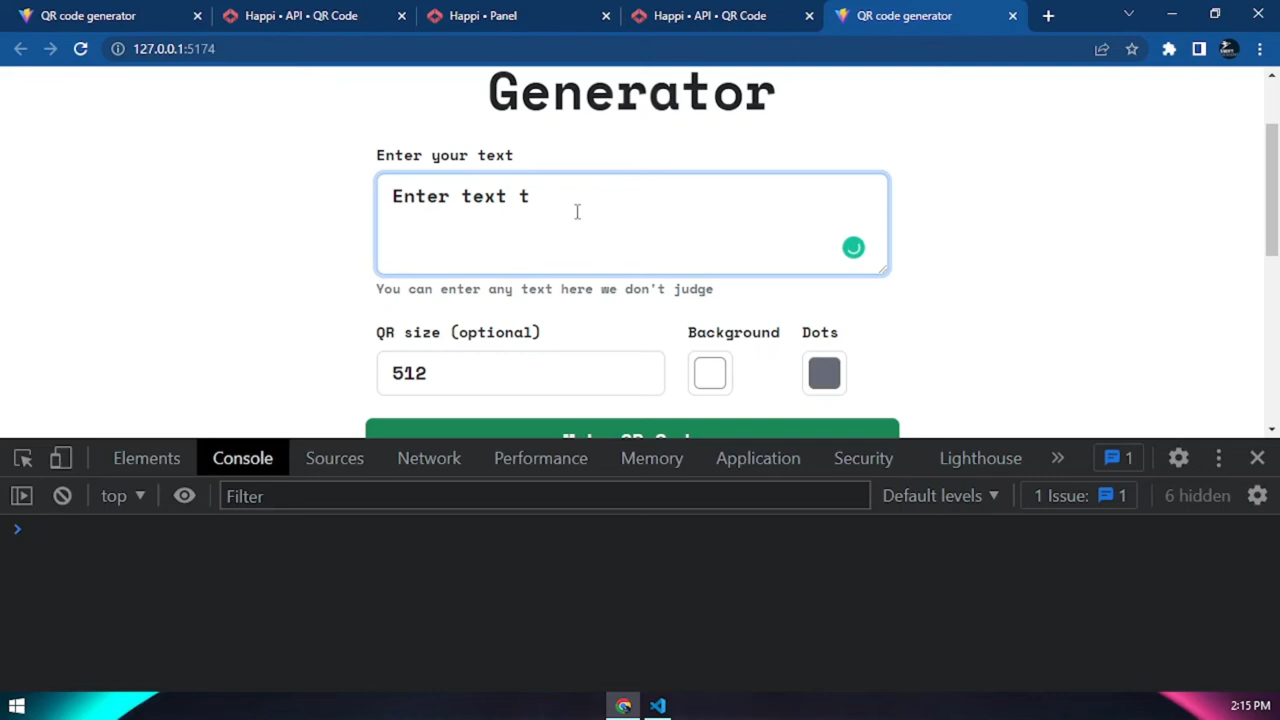 QR code generator
Happi • API • QR Code
Happi • Panel
Happi • API • QR Code
QR code generator
127.0.0.1:5174
Generator
Enter your text
Enter text t
You can enter any text here we don't judge
QR size (optional)
Background
Dots
512
Elements
Console
Sources
Network
Performance
Memory
Application
Security
Lighthouse
1
top
Filter
Default levels
1 Issue: 1
6 hidden
2:15 PM